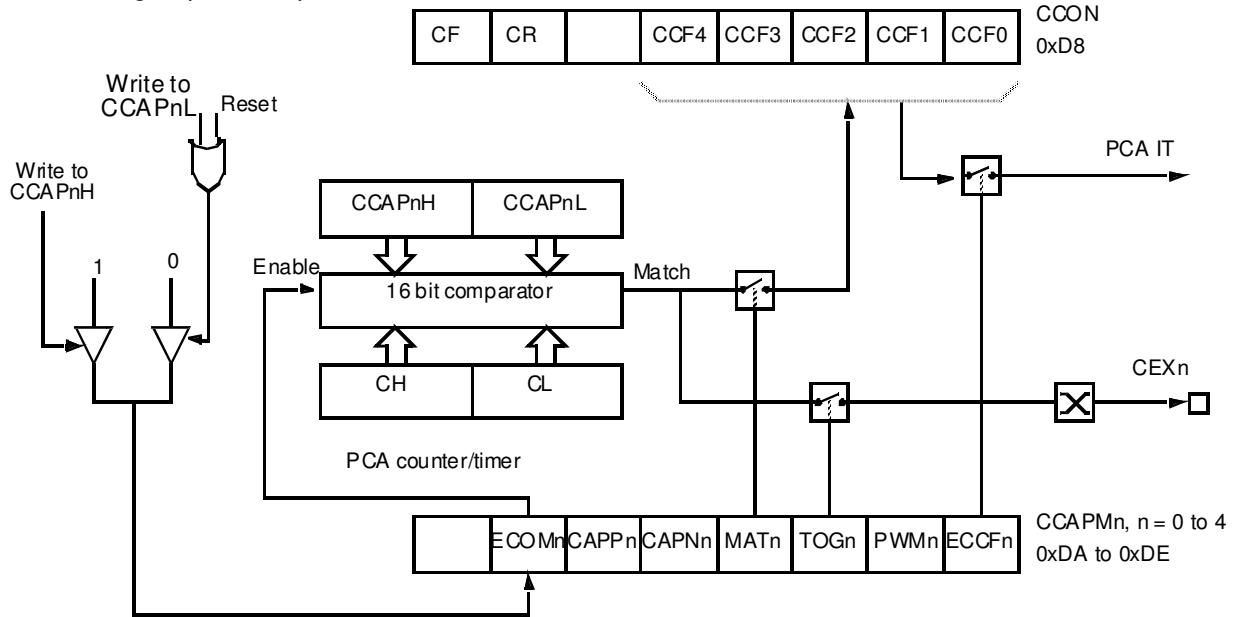 CF CR CCF4 CCF3 CCF2 CCF1 CCF0
CCON
0xD8
Write to
CCAPnL
Reset
Write to
CCAPnH
PCA IT
CCAPnH CCAPnL
1 0
Enable
16 bit comparator
Match
CH CL
CEXn
PCA counter/timer
ECOMn CAPPn CAPNn MATn TOGn PWMn ECCFn
CCAPMn, n = 0 to 4
0xDA to 0xDE